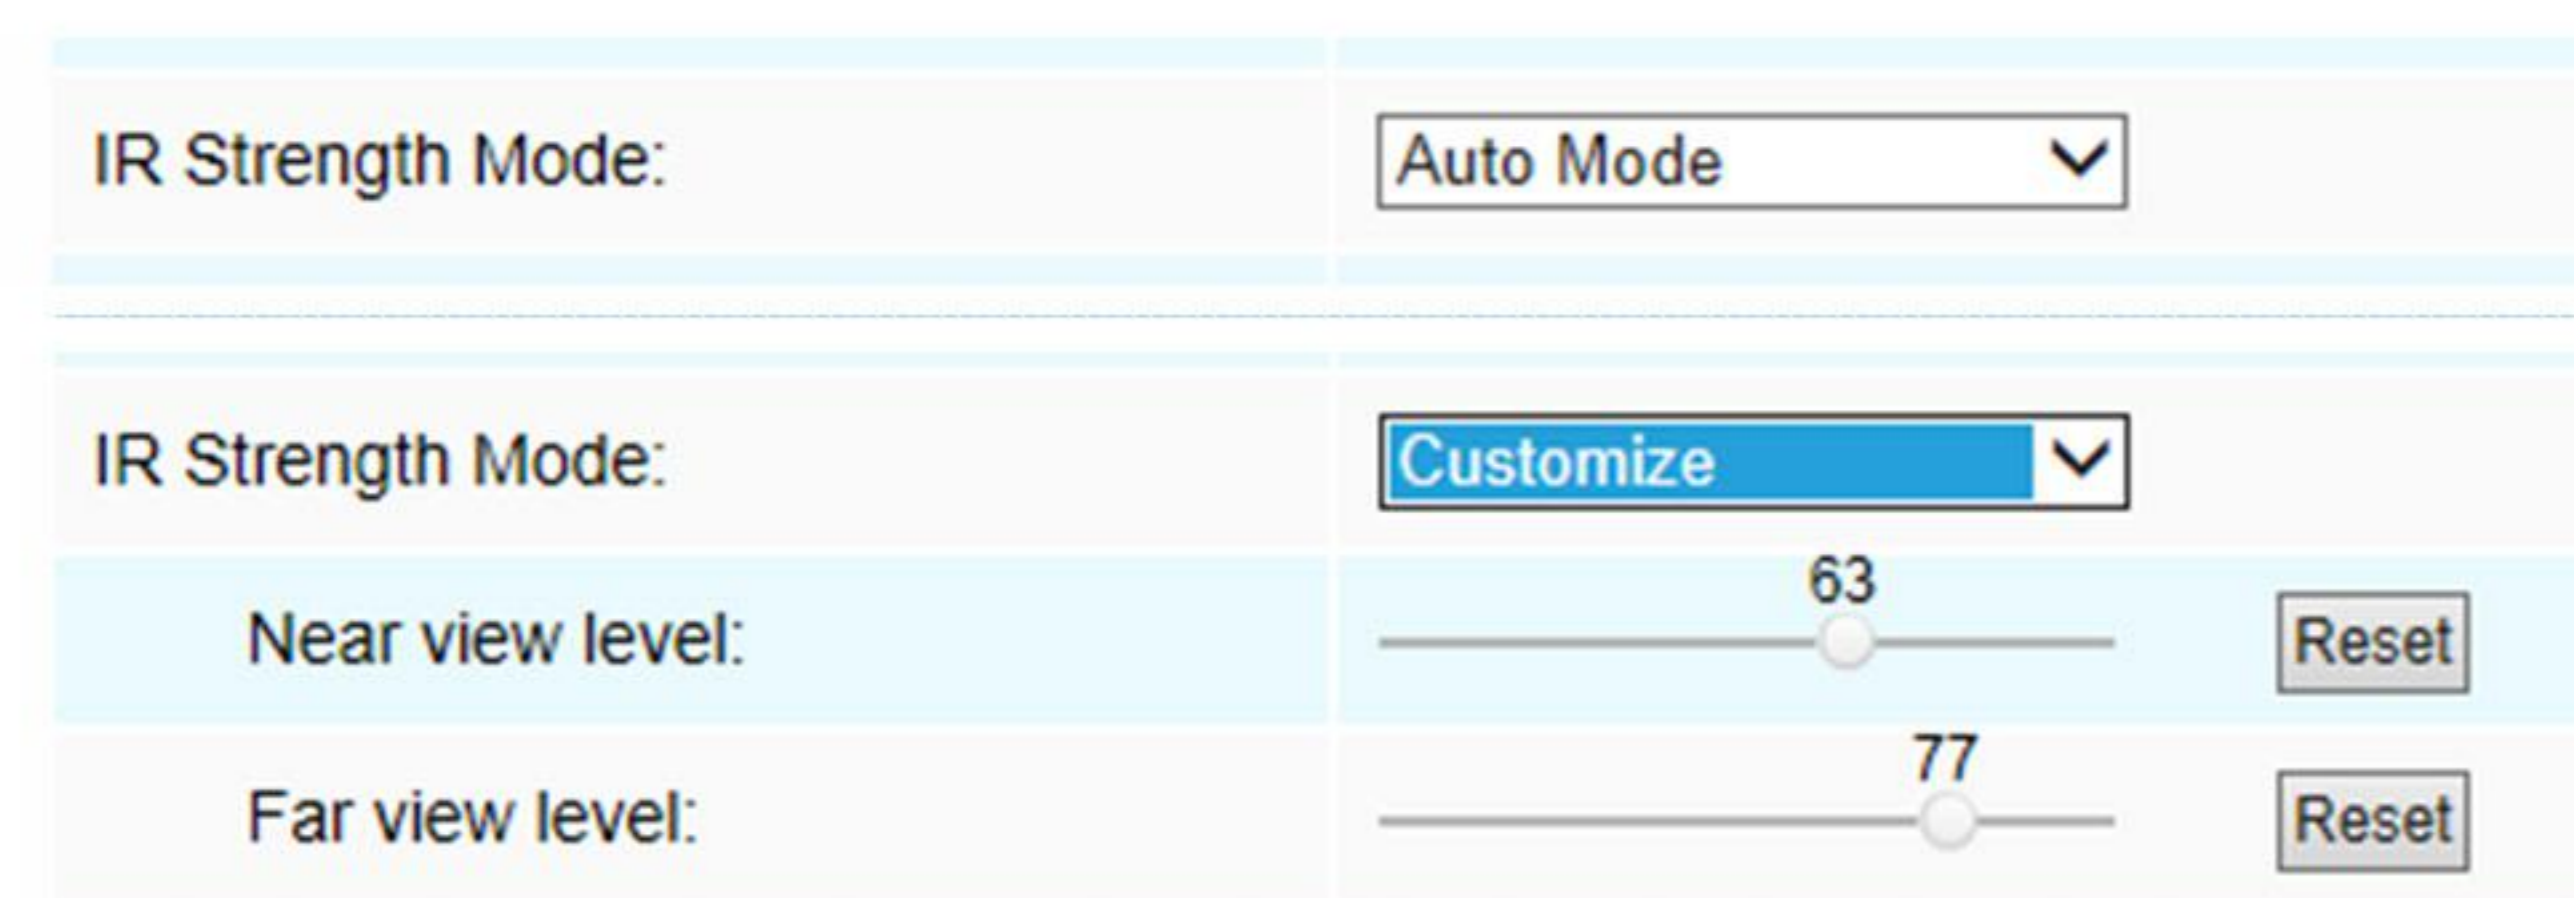 IR Strength Mode: Auto Mode
IR Strength Mode: Customize
63
Near view level: Reset
77
Far view level: Reset